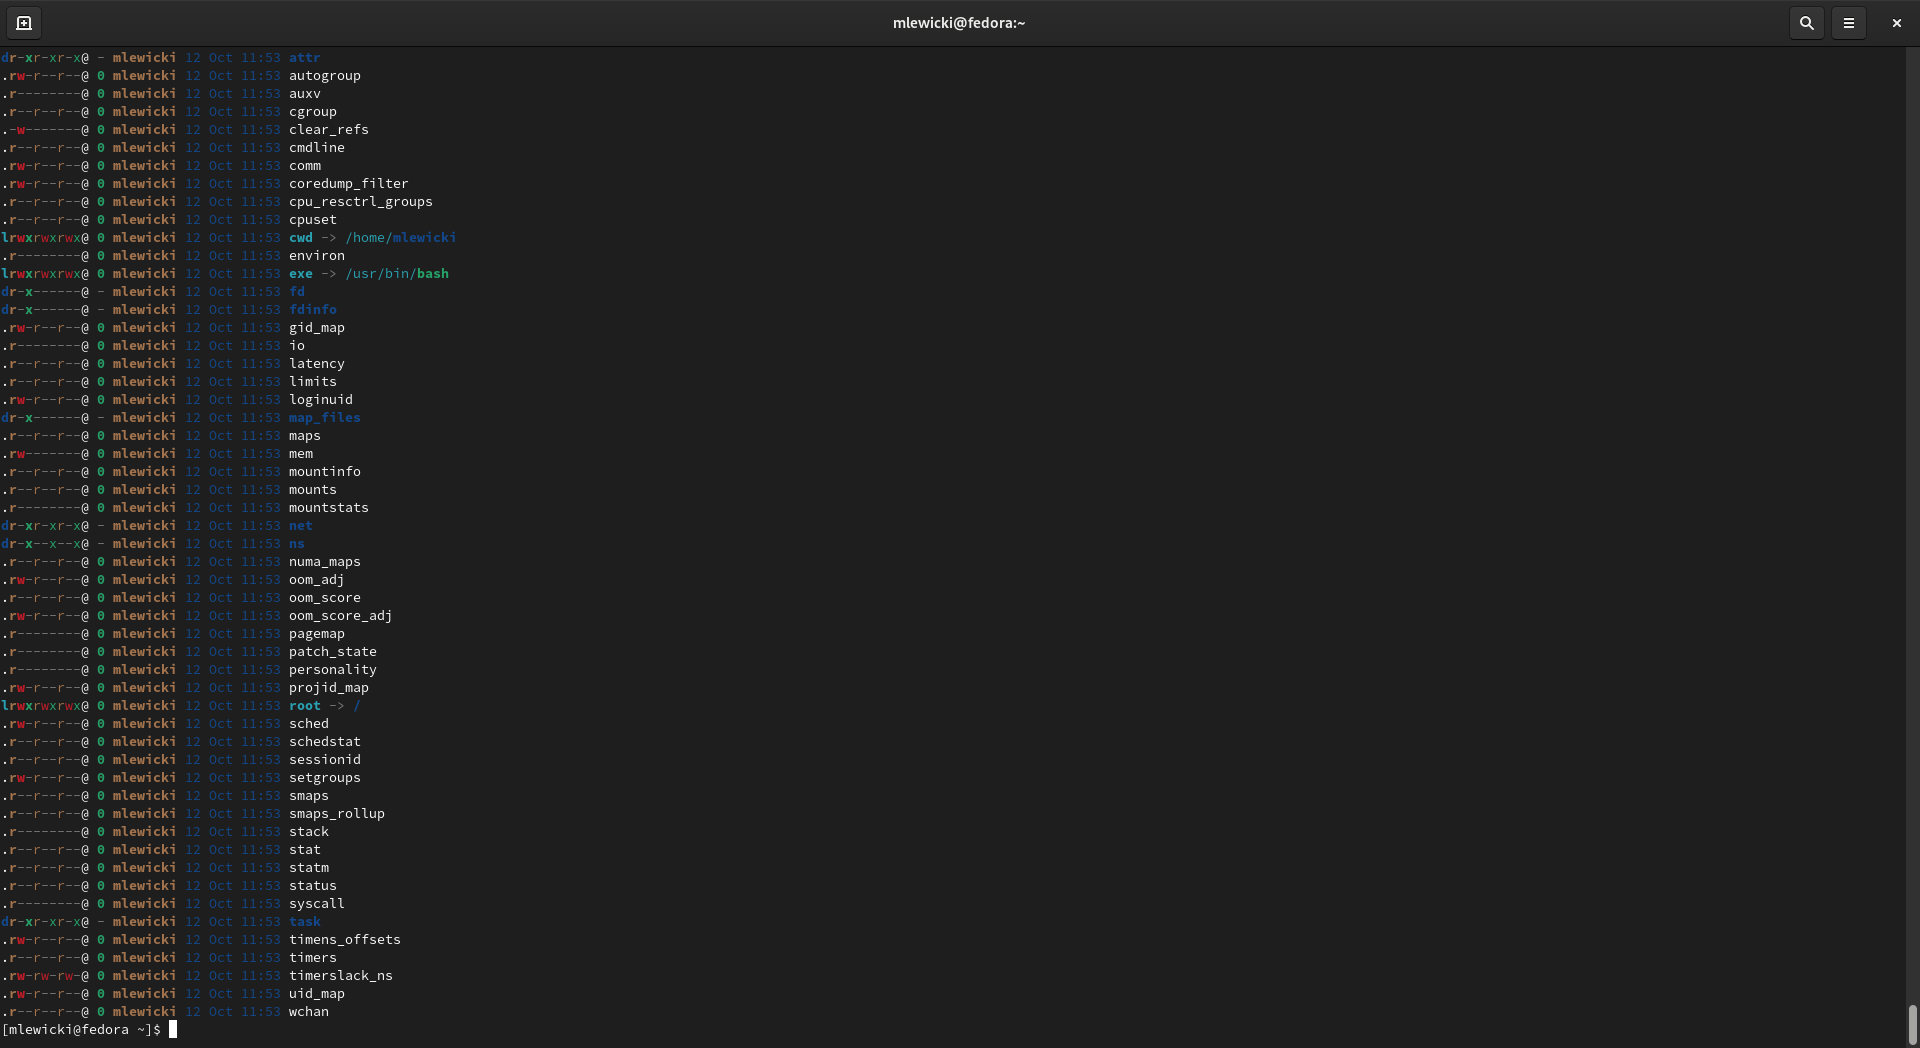 mlewicki@fedora:~
dr-xr-xr-x@ - mlewicki 12 Oct 11:53 attr
.rw-r--r--@ 0 mlewicki 12 Oct 11:53 autogroup
.r--------@ 0 mlewicki 12 Oct 11:53 auxv
.r--r--r--@ 0 mlewicki 12 Oct 11:53 cgroup
.-w-------@ 0 mlewicki 12 Oct 11:53 clear_refs
.r--r--r--@ 0 mlewicki 12 Oct 11:53 cmdline
.rw-r--r--@ 0 mlewicki 12 Oct 11:53 comm
.rw-r--r--@ 0 mlewicki 12 Oct 11:53 coredump_filter
.r--r--r--@ 0 mlewicki 12 Oct 11:53 cpu_resctrl_groups
.r--r--r--@ 0 mlewicki 12 Oct 11:53 cpuset
lrwxrwxrwx@ 0 mlewicki 12 Oct 11:53 cwd -> /home/mlewicki
.r--------@ 0 mlewicki 12 Oct 11:53 environ
lrwxrwxrwx@ 0 mlewicki 12 Oct 11:53 exe -> /usr/bin/bash
dr-x------@ - mlewicki 12 Oct 11:53 fd
dr-x------@ - mlewicki 12 Oct 11:53 fdinfo
.rw-r--r--@ 0 mlewicki 12 Oct 11:53 gid_map
.r--------@ 0 mlewicki 12 Oct 11:53 io
.r--r--r--@ 0 mlewicki 12 Oct 11:53 latency
.r--r--r--@ 0 mlewicki 12 Oct 11:53 limits
.rw-r--r--@ 0 mlewicki 12 Oct 11:53 loginuid
dr-x------@ - mlewicki 12 Oct 11:53 map_files
.r--r--r--@ 0 mlewicki 12 Oct 11:53 maps
.rw-------@ 0 mlewicki 12 Oct 11:53 mem
.r--r--r--@ 0 mlewicki 12 Oct 11:53 mountinfo
.r--r--r--@ 0 mlewicki 12 Oct 11:53 mounts
.r--------@ 0 mlewicki 12 Oct 11:53 mountstats
dr-xr-xr-x@ - mlewicki 12 Oct 11:53 net
dr-x--x--x@ - mlewicki 12 Oct 11:53 ns
.r--r--r--@ 0 mlewicki 12 Oct 11:53 numa_maps
.rw-r--r--@ 0 mlewicki 12 Oct 11:53 oom_adj
.r--r--r--@ 0 mlewicki 12 Oct 11:53 oom_score
.rw-r--r--@ 0 mlewicki 12 Oct 11:53 oom_score_adj
.r--------@ 0 mlewicki 12 Oct 11:53 pagemap
.r--------@ 0 mlewicki 12 Oct 11:53 patch_state
.r--------@ 0 mlewicki 12 Oct 11:53 personality
.rw-r--r--@ 0 mlewicki 12 Oct 11:53 projid_map
lrwxrwxrwx@ 0 mlewicki 12 Oct 11:53 root -> /
.rw-r--r--@ 0 mlewicki 12 Oct 11:53 sched
.r--r--r--@ 0 mlewicki 12 Oct 11:53 schedstat
.r--r--r--@ 0 mlewicki 12 Oct 11:53 sessionid
.rw-r--r--@ 0 mlewicki 12 Oct 11:53 setgroups
.r--r--r--@ 0 mlewicki 12 Oct 11:53 smaps
.r--r--r--@ 0 mlewicki 12 Oct 11:53 smaps_rollup
.r--------@ 0 mlewicki 12 Oct 11:53 stack
.r--r--r--@ 0 mlewicki 12 Oct 11:53 stat
.r--r--r--@ 0 mlewicki 12 Oct 11:53 statm
.r--r--r--@ 0 mlewicki 12 Oct 11:53 status
.r--------@ 0 mlewicki 12 Oct 11:53 syscall
dr-xr-xr-x@ - mlewicki 12 Oct 11:53 task
.rw-r--r--@ 0 mlewicki 12 Oct 11:53 timens_offsets
.r--r--r--@ 0 mlewicki 12 Oct 11:53 timers
.rw-rw-rw-@ 0 mlewicki 12 Oct 11:53 timerslack_ns
.rw-r--r--@ 0 mlewicki 12 Oct 11:53 uid_map
.r--r--r--@ 0 mlewicki 12 Oct 11:53 wchan
[mlewicki@fedora ~]$